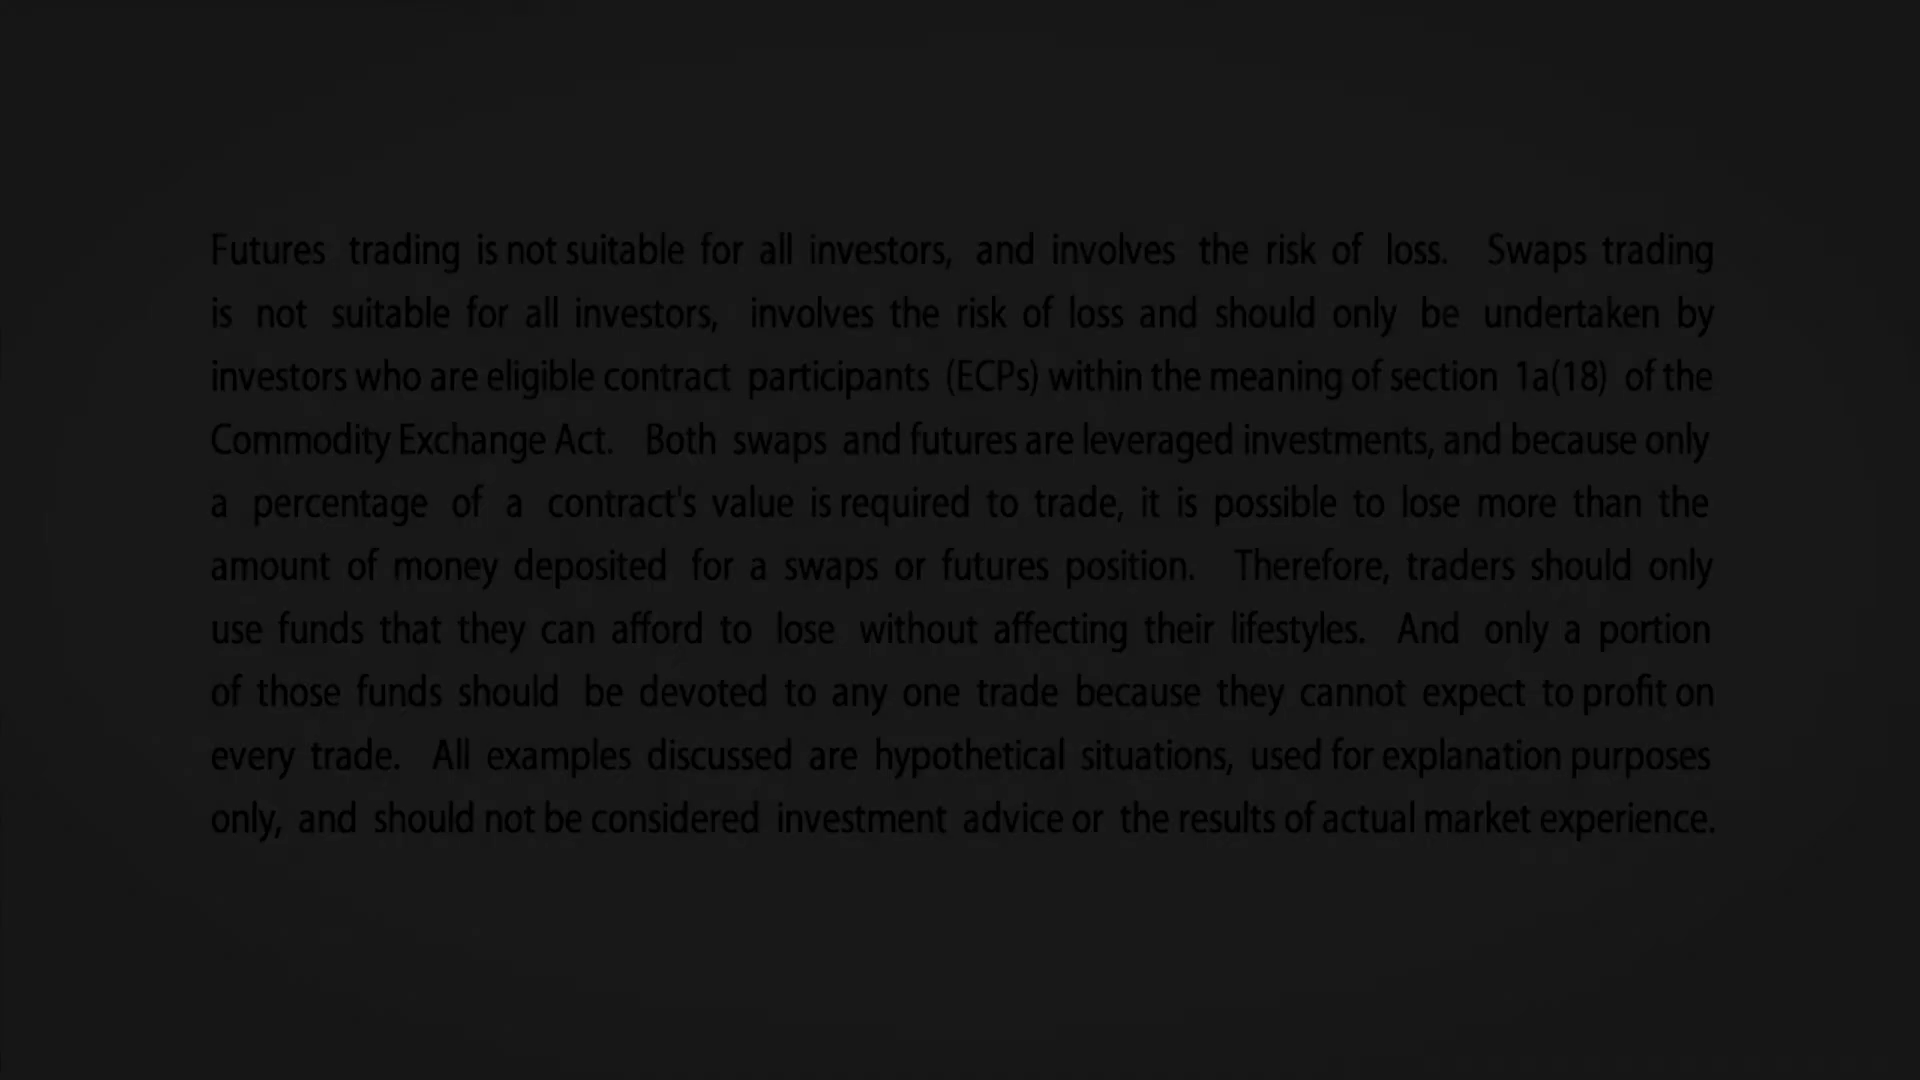 Futures trading is not suitable for all investors, and involves the risk of loss. Swaps trading
is not suitable for all investors, involves the risk of loss and should only be undertaken by
investors who are eligible contract participants (ECPs) within the meaning of section 1a(18) of the
Commodity Exchange Act. Both swaps and futures are leveraged investments, and because only
a percentage of a contract's value is required to trade, it is possible to lose more than the
amount of money deposited for a swaps or futures position. Therefore, traders should only
use funds that they can afford to lose without affecting their lifestyles. And only a portion
of those funds should be devoted to any one trade because they cannot expect to profit on
every trade. All examples discussed are hypothetical situations, used for explanation purposes
only, and should not be considered investment advice or the results of actual market experience.